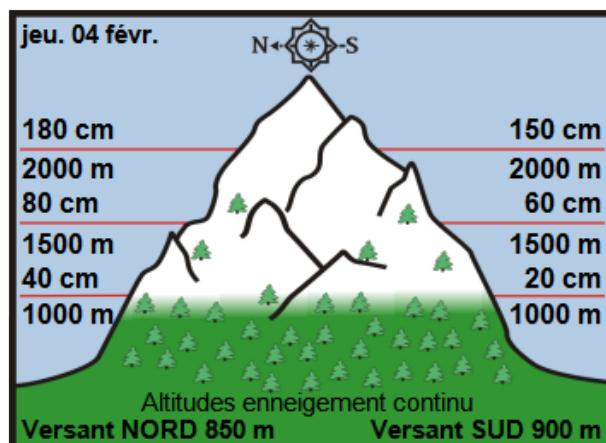 jeu. 04 févr.
N S
180 cm 150 cm
2000 m 2000 m
80 cm 60 cm
1500 m 1500 m
40 cm 20 cm
1000 m 1000 m
Altitudes enneigement continu
Versant NORD 850 m Versant SUD 900 m